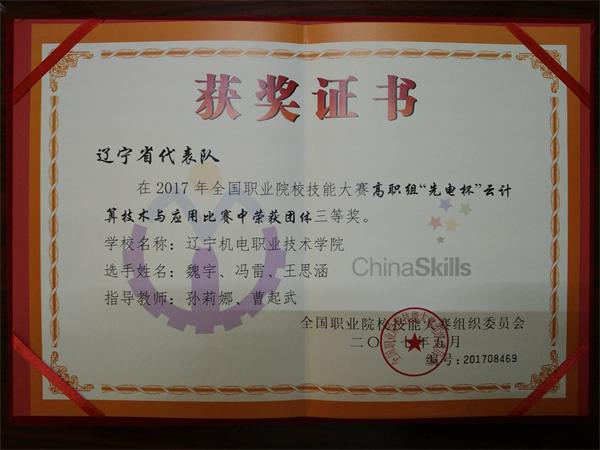 获奖证书
辽宁省代表队
在2017年全国职业院校技能大赛高职组“先电杯”云计
算技术与应用比赛中荣获团体三等奖。
学校名称：辽宁机电职业技术学院
选手姓名：魏宇、冯雷、王思涵
指导教师：孙莉娜、曹起武
ChinaSkills
全国职业院校技能大赛组织委员会
二〇一七年五月
编号:201708469